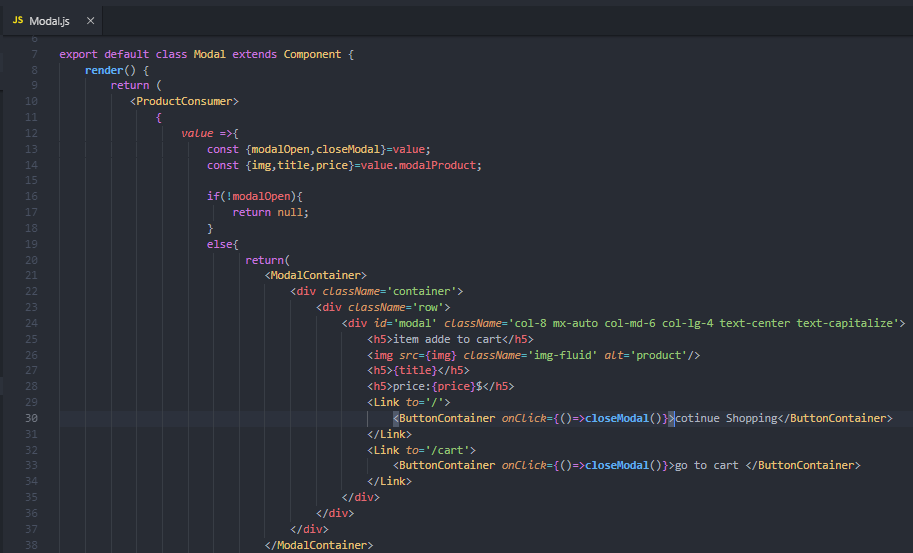 JS Modal.js ×
6
7 export default class Modal extends Component {
8 render() {
9 return (
10 <ProductConsumer>
11 {
12 value =>{
13 const {modalOpen,closeModal}=value;
14 const {img,title,price}=value.modalProduct;
15
16 if(!modalOpen){
17 return null;
18 }
19 else{
20 return(
21 <ModalContainer>
22 <div className='container'>
23 <div className='row'>
24 <div id='modal' className='col-8 mx-auto col-md-6 col-lg-4 text-center text-capitalize'>
25 <h5>item adde to cart</h5>
26 <img src={img} className='img-fluid' alt='product'/>
27 <h5>{title}</h5>
28 <h5>price:{price}$</h5>
29 <Link to='/'>
30 <ButtonContainer onClick={()=>closeModal()}>cotinue Shopping</ButtonContainer>
31 </Link>
32 <Link to='/cart'>
33 <ButtonContainer onClick={()=>closeModal()}>go to cart </ButtonContainer>
34 </Link>
35 </div>
36 </div>
37 </div>
38 </ModalContainer>